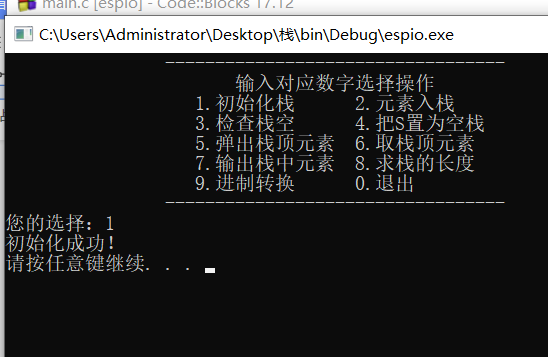 main.c [espio] - Code::Blocks 17.12
C:\Users\Administrator\Desktop\栈\bin\Debug\espio.exe
----------------------------------
输入对应数字选择操作
1.初始化栈 2.元素入栈
3.检查栈空 4.把S置为空栈
5.弹出栈顶元素 6.取栈顶元素
7.输出栈中元素 8.求栈的长度
9.进制转换 0.退出
----------------------------------
您的选择：1
初始化成功！
请按任意键继续. . .